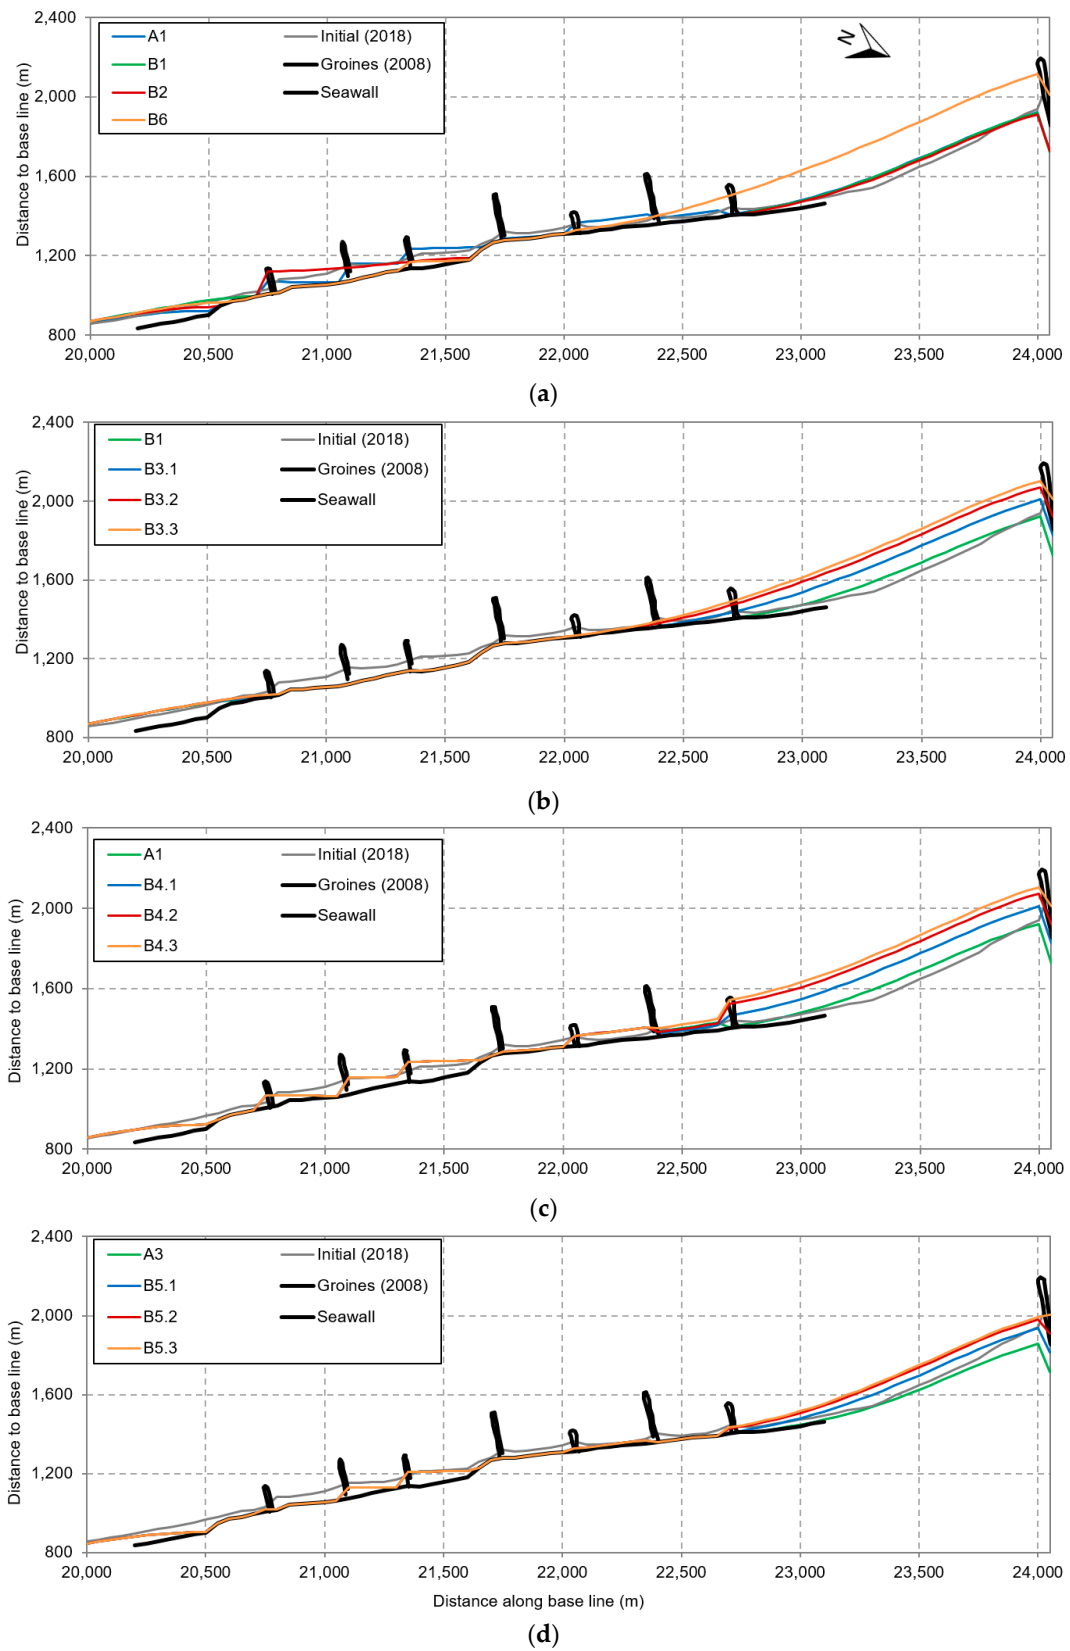 2,400
2,000
1,600
1,200
800
Distance to base line (m)
A1
B1
B2
B6
Initial (2018)
Groines (2008)
Seawall
N
20,000 20,500 21,000 21,500 22,000 22,500 23,000 23,500 24,000
(a)
2,400
2,000
1,600
1,200
800
Distance to base line (m)
B1
B3.1
B3.2
B3.3
Initial (2018)
Groines (2008)
Seawall
20,000 20,500 21,000 21,500 22,000 22,500 23,000 23,500 24,000
(b)
2,400
2,000
1,600
1,200
800
Distance to base line (m)
A1
B4.1
B4.2
B4.3
Initial (2018)
Groines (2008)
Seawall
20,000 20,500 21,000 21,500 22,000 22,500 23,000 23,500 24,000
(c)
2,400
2,000
1,600
1,200
800
Distance to base line (m)
A3
B5.1
B5.2
B5.3
Initial (2018)
Groines (2008)
Seawall
20,000 20,500 21,000 21,500 22,000 22,500 23,000 23,500 24,000
Distance along base line (m)
(d)